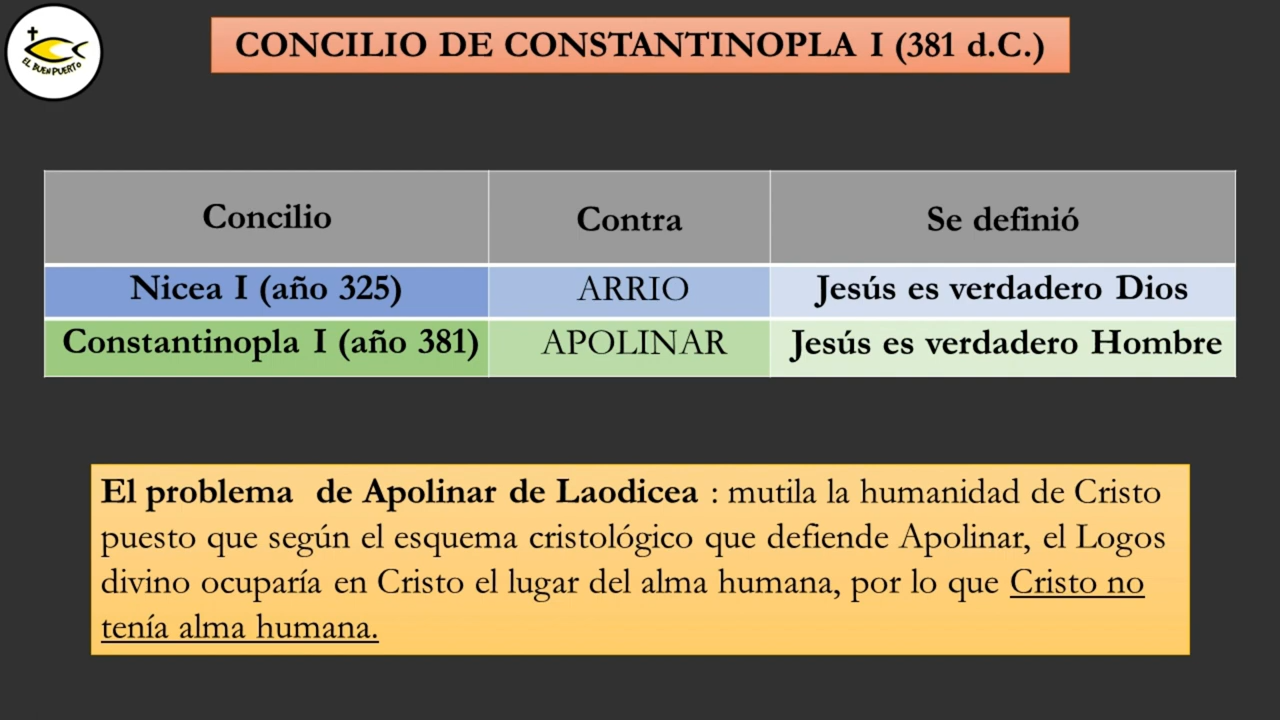 EL BUEN PUERTO
CONCILIO DE CONSTANTINOPLA I (381 d.C.)
Concilio Contra Se definió
Nicea I (año 325) ARRIO Jesús es verdadero Dios
Constantinopla I (año 381) APOLINAR Jesús es verdadero Hombre
El problema de Apolinar de Laodicea : mutila la humanidad de Cristo
puesto que según el esquema cristológico que defiende Apolinar, el Logos
divino ocuparía en Cristo el lugar del alma humana, por lo que Cristo no
tenía alma humana.